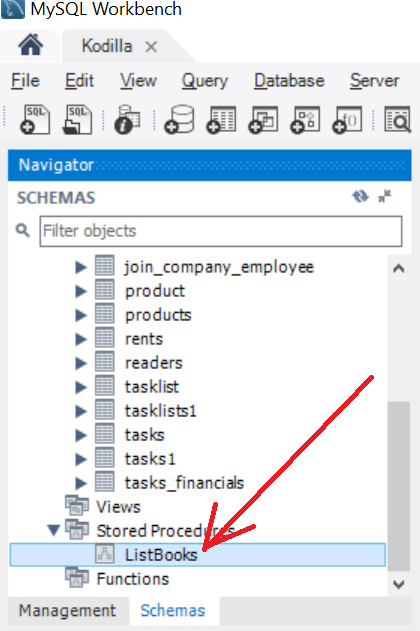 MySQL Workbench
Kodilla
File Edit View Query Database Server
SQL SQL
Navigator
SCHEMAS
Filter objects
join_company_employee
product
products
rents
readers
tasklist
tasklists1
tasks
tasks1
tasks_financials
Views
Stored Procedures
ListBooks
Functions
Management Schemas